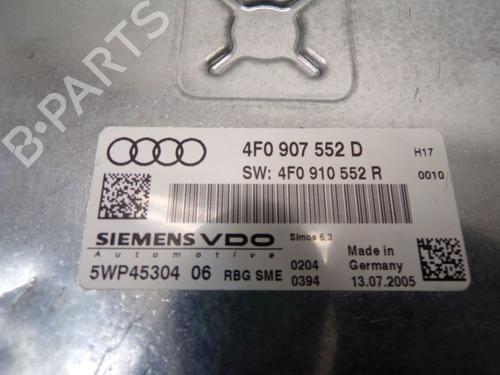 B-PARTS
4F0 907 552 D H17
SW: 4F0 910 552 R 0010
SIEMENS VDO Simos 6.3
Automotive
Made in
5WP45304 06 RBG SME 0204 Germany
0394 13.07.2005